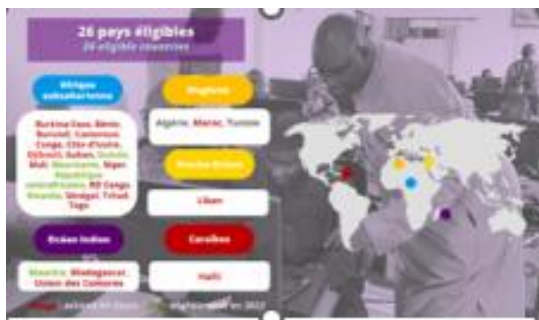 26 pays éligibles
26 eligible countries
Afrique
subsaharienne
Burkina Faso, Bénin,
Burundi, Cameroun,
Congo, Côte d'Ivoire,
Djibouti, Gabon, Guinée,
Mali, Mauritanie, Niger,
République
centrafricaine, RD Congo
Rwanda, Sénégal, Tchad,
Togo
Maghreb
Algérie, Maroc, Tunisie
Proche-Orient
Liban
Océan Indien
Maurice, Madagascar,
Union des Comores
Caraïbes
Haïti
en 2022